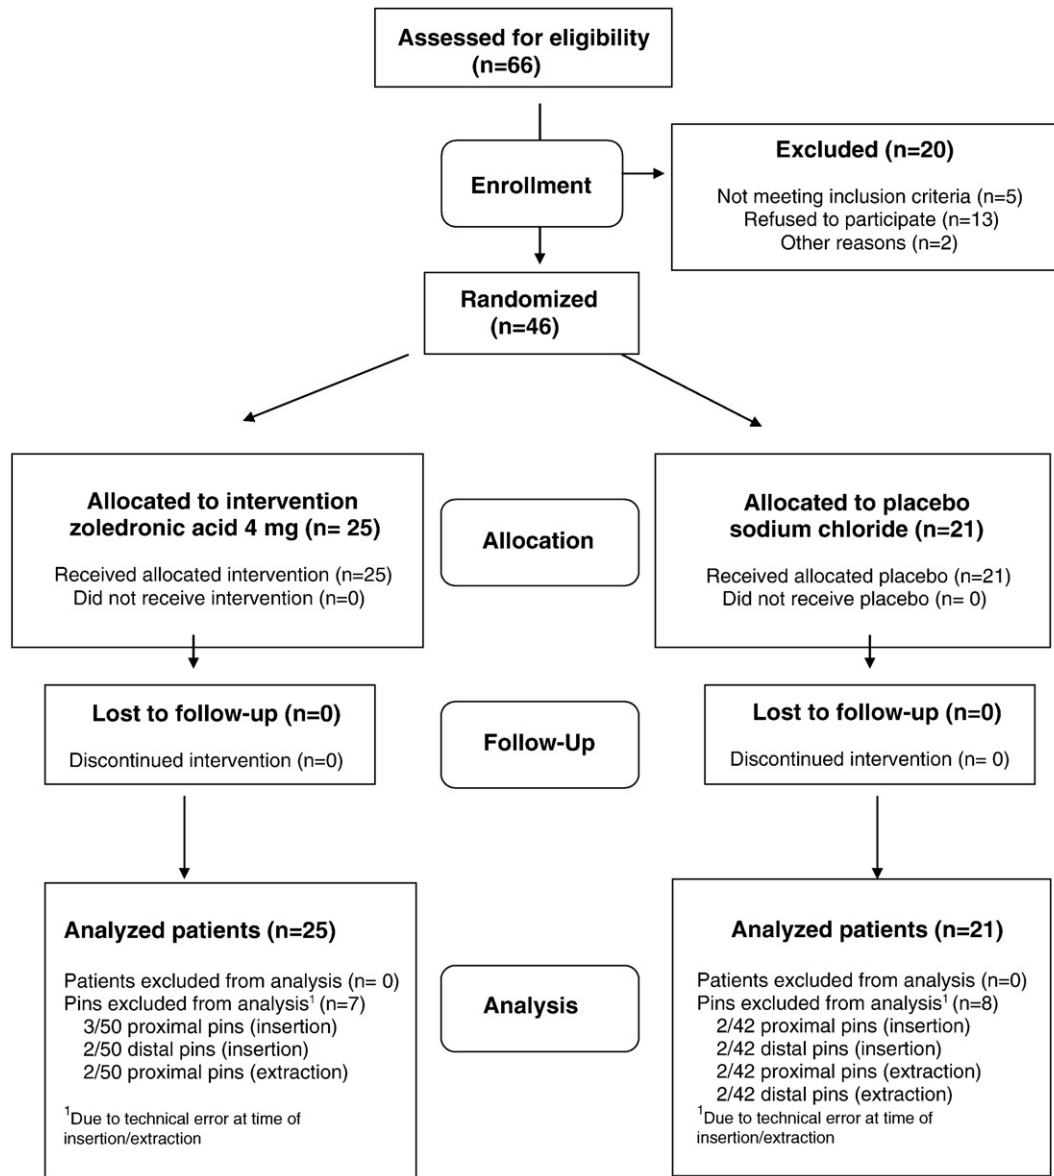 Assessed for eligibility
(n=66)
Enrollment
Excluded (n=20)
Not meeting inclusion criteria (n=5)
Refused to participate (n=13)
Other reasons (n=2)
Randomized
(n=46)
Allocated to intervention
zoledronic acid 4 mg (n= 25)
Received allocated intervention (n=25)
Did not receive intervention (n=0)
Allocation
Allocated to placebo
sodium chloride (n=21)
Received allocated placebo (n=21)
Did not receive placebo (n= 0)
Lost to follow-up (n=0)
Discontinued intervention (n=0)
Follow-Up
Lost to follow-up (n=0)
Discontinued intervention (n= 0)
Analyzed patients (n=25)
Patients excluded from analysis (n= 0)
Pins excluded from analysis¹ (n=7)
3/50 proximal pins (insertion)
2/50 distal pins (insertion)
2/50 proximal pins (extraction)
¹Due to technical error at time of
insertion/extraction
Analysis
Analyzed patients (n=21)
Patients excluded from analysis (n=0)
Pins excluded from analysis¹ (n=8)
2/42 proximal pins (insertion)
2/42 distal pins (insertion)
2/42 proximal pins (extraction)
2/42 distal pins (extraction)
¹Due to technical error at time of
insertion/extraction